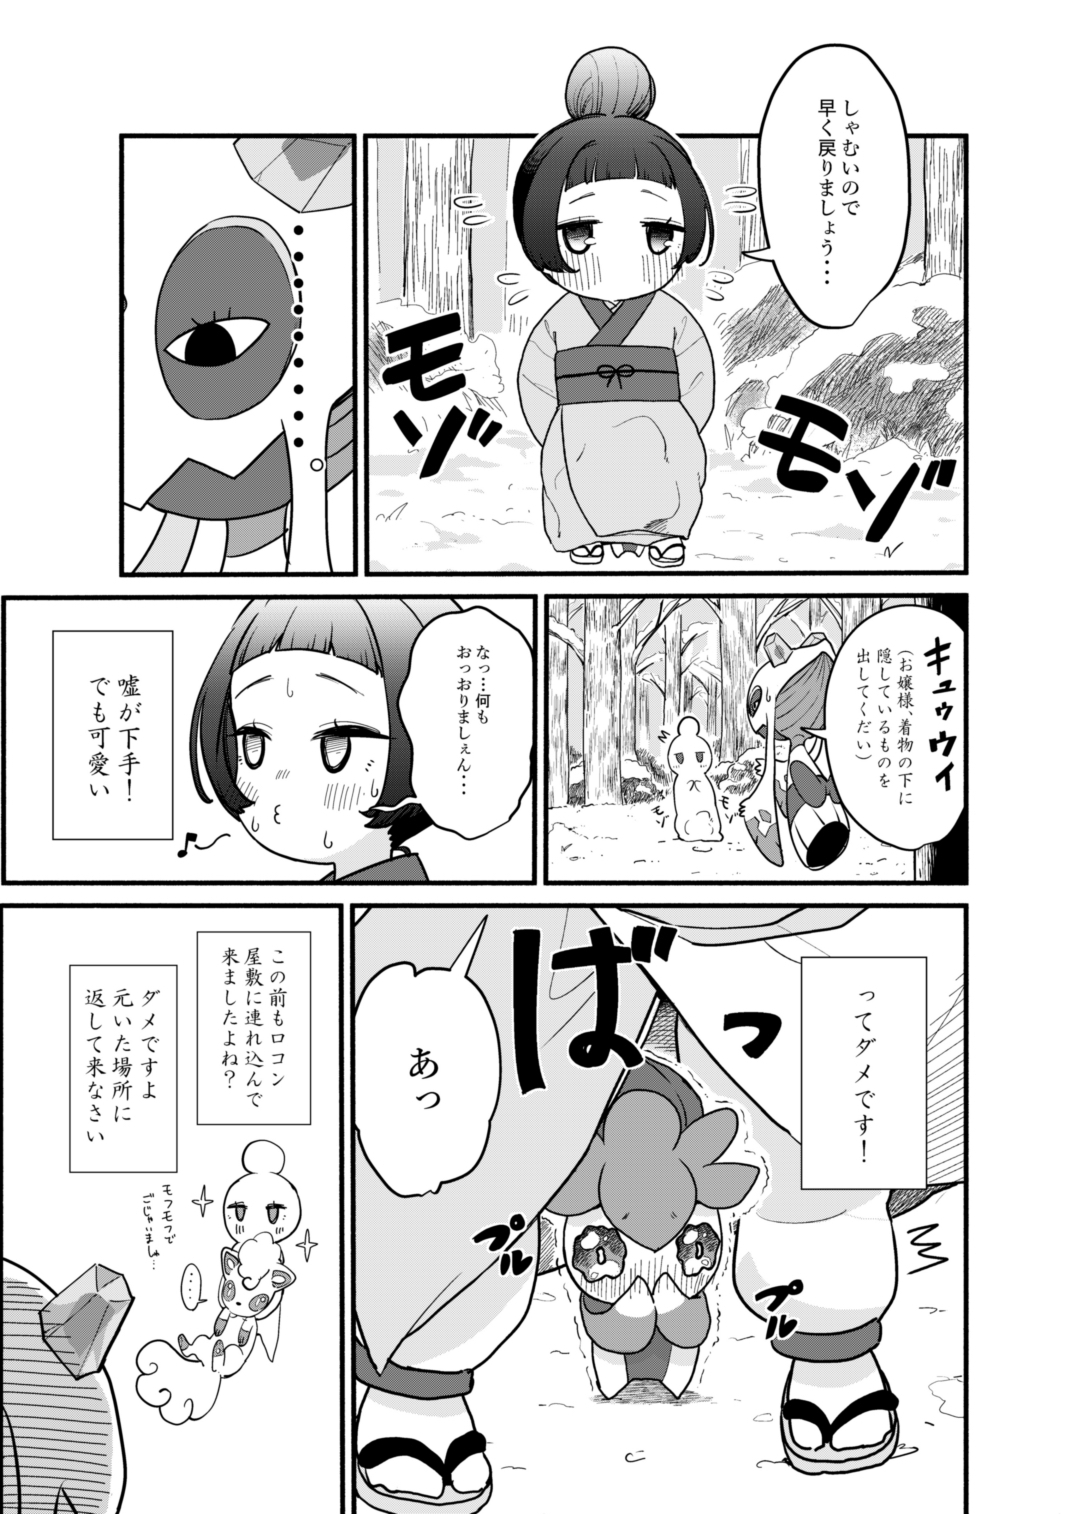 しゃむいので
早く戻りましょう…
モゾ
モゾ
キュゥウイ
(お嬢様、着物の下に
隠しているものを
出してくだい)
なっ…何も
おっおりましぇん…
嘘が下手！
でも可愛い
ってダメです！
ばっ
あっ
プル
プル
この前もロコン
屋敷に連れ込んで
来ましたよね？
ダメですよ
元いた場所に
返して来なさい
モフモフで
ごじゃいましゅ…
……